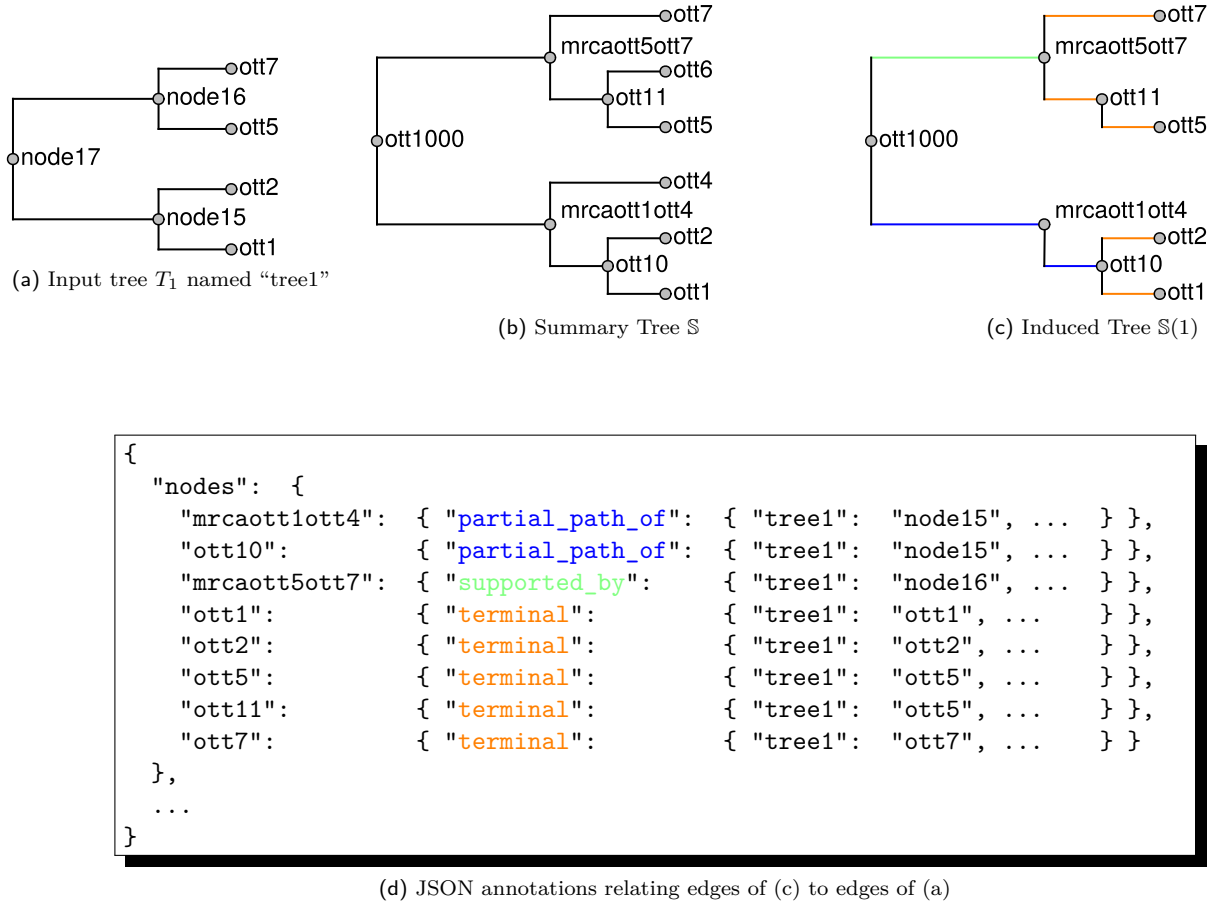 ott7
node16
ott5
node17
ott2
node15
ott1
(a) Input tree T1 named “tree1”
ott7
mrcaott5ott7
ott6
ott11
ott5
ott1000
ott4
mrcaott1ott4
ott2
ott10
ott1
(b) Summary Tree 𝕊
ott7
mrcaott5ott7
ott11
ott5
ott1000
mrcaott1ott4
ott2
ott10
ott1
(c) Induced Tree 𝕊(1)
{
"nodes": {
"mrcaott1ott4": { "partial_path_of": { "tree1": "node15", ... } },
"ott10": { "partial_path_of": { "tree1": "node15", ... } },
"mrcaott5ott7": { "supported_by": { "tree1": "node16", ... } },
"ott1": { "terminal": { "tree1": "ott1", ... } },
"ott2": { "terminal": { "tree1": "ott2", ... } },
"ott5": { "terminal": { "tree1": "ott5", ... } },
"ott11": { "terminal": { "tree1": "ott5", ... } },
"ott7": { "terminal": { "tree1": "ott7", ... } }
},
...
}
(d) JSON annotations relating edges of (c) to edges of (a)